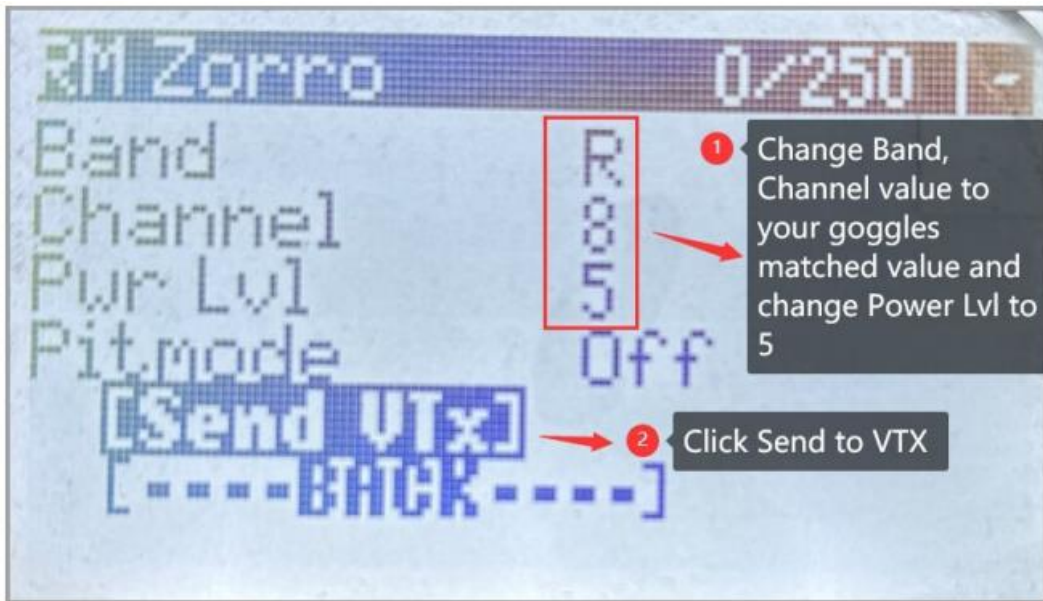 RM Zorro 0/250 -
Band R
Channel 8
Pwr Lvl 5
Pitmode Off
[Send VTx]
[----BACK----]
1 Change Band,
Channel value to
your goggles
matched value and
change Power Lvl to
5
2 Click Send to VTX